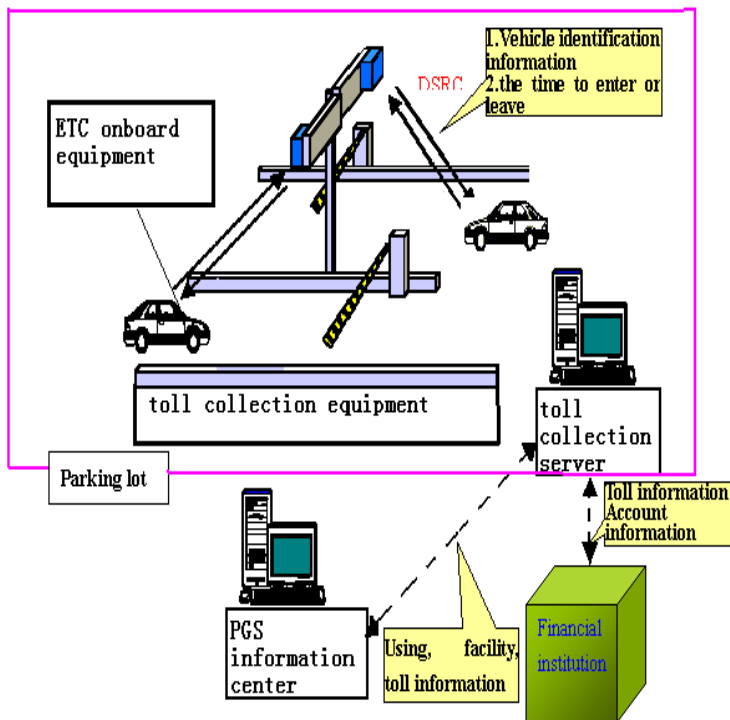 1.Vehicle identification
information
2.the time to enter or
leave
DSRC
ETC onboard
equipment
toll collection equipment
toll
collection
server
Parking lot
Toll information
Account
information
PGS
information
center
Using, facility,
toll information
Financial
institution